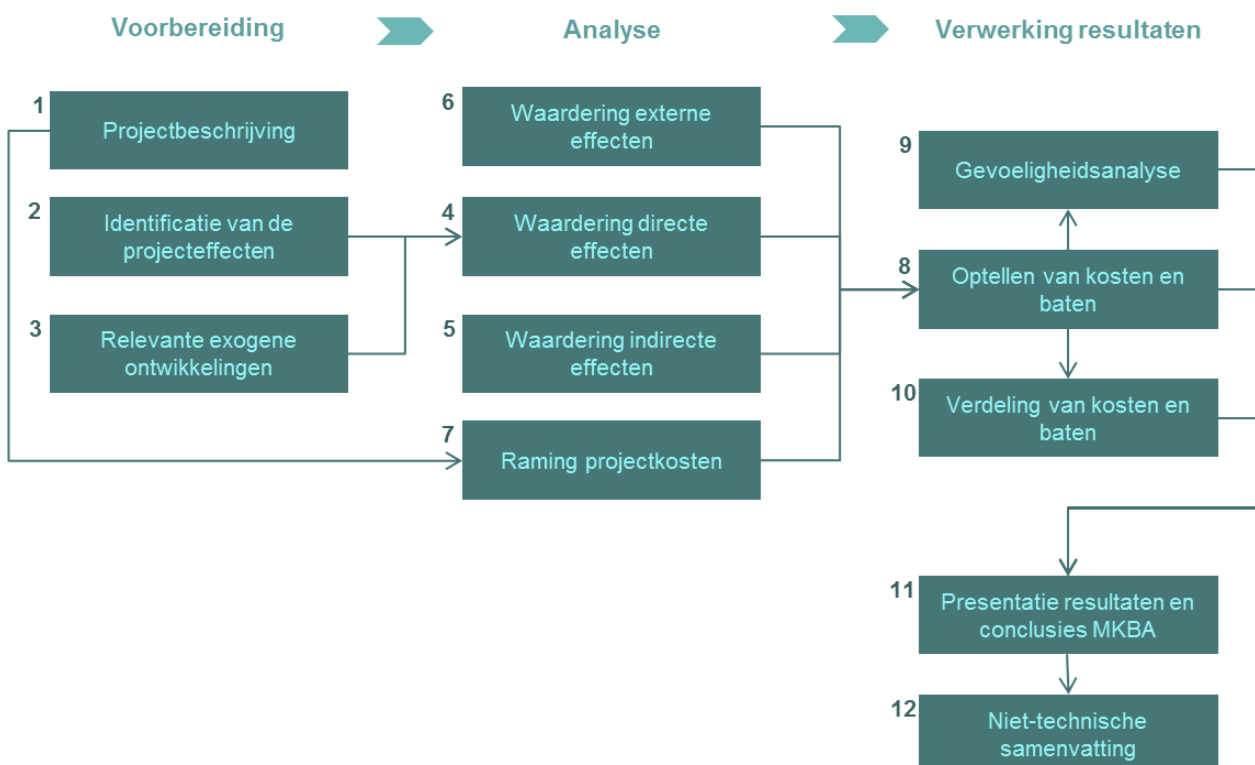 Voorbereiding
Analyse
Verwerking resultaten
1
Projectbeschrijving
2
Identificatie van de
projecteffecten
3
Relevante exogene
ontwikkelingen
6
Waardering externe
effecten
4
Waardering directe
effecten
5
Waardering indirecte
effecten
7
Raming projectkosten
9
Gevoeligheidsanalyse
8
Optellen van kosten en
baten
10
Verdeling van kosten en
baten
11
Presentatie resultaten en
conclusies MKBA
12
Niet-technische
samenvatting